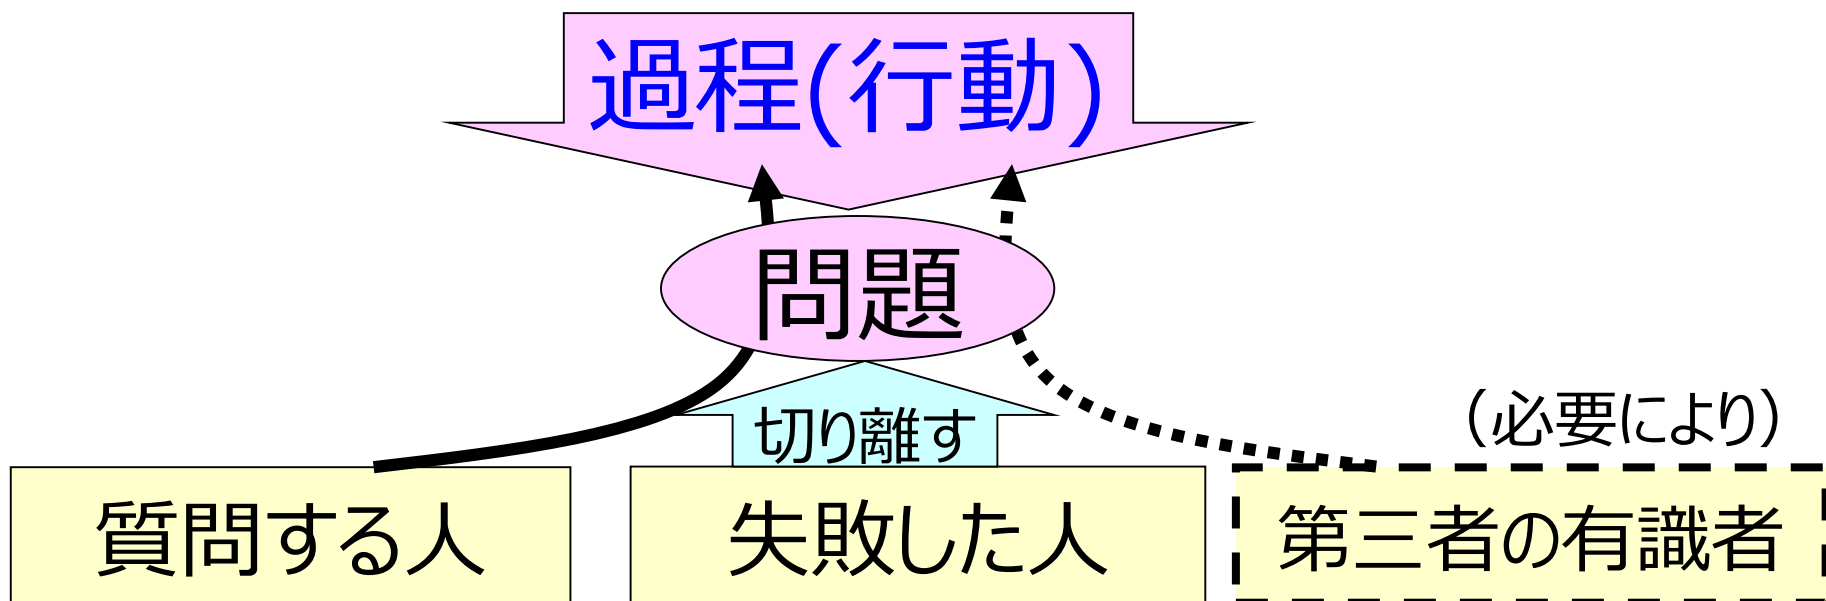 過程(行動)
問題
切り離す
（必要により）
質問する人
失敗した人
第三者の有識者